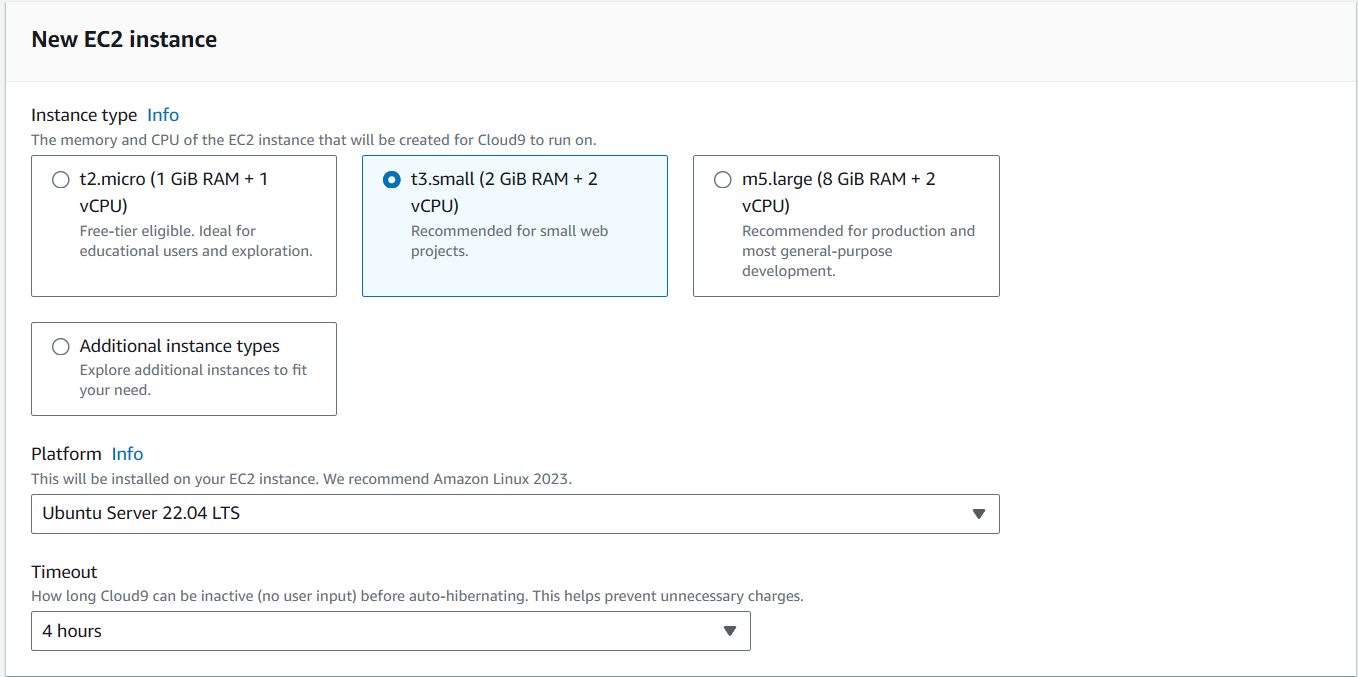 New EC2 instance
Instance type Info
The memory and CPU of the EC2 instance that will be created for Cloud9 to run on.
t2.micro (1 GiB RAM + 1
vCPU)
Free-tier eligible. Ideal for
educational users and exploration.
t3.small (2 GiB RAM + 2
vCPU)
Recommended for small web
projects.
m5.large (8 GiB RAM + 2
vCPU)
Recommended for production and
most general-purpose
development.
Additional instance types
Explore additional instances to fit
your need.
Platform Info
This will be installed on your EC2 instance. We recommend Amazon Linux 2023.
Ubuntu Server 22.04 LTS
Timeout
How long Cloud9 can be inactive (no user input) before auto-hibernating. This helps prevent unnecessary charges.
4 hours